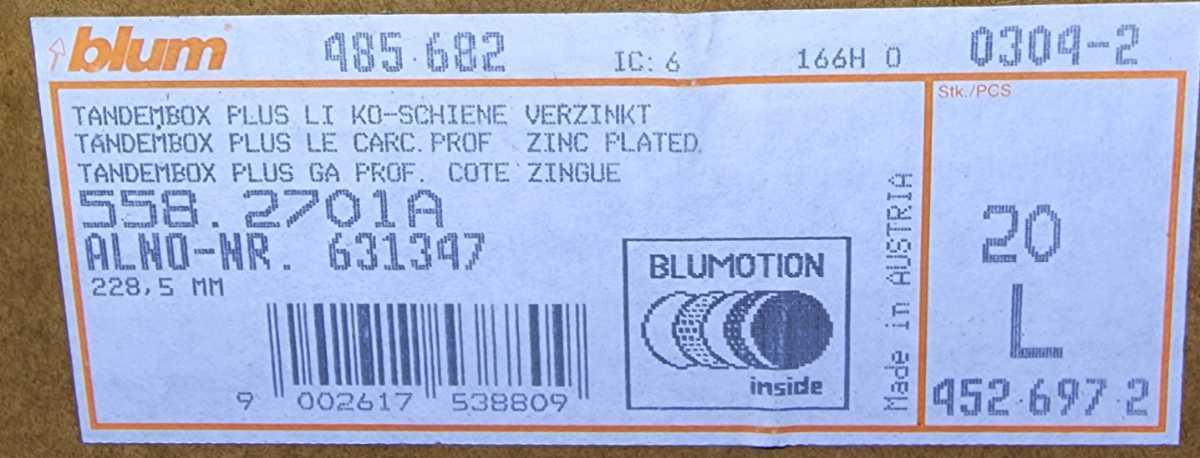 blum 485.682 IC: 6 166H 0 0304-2
TANDEMBOX PLUS LI KO-SCHIENE VERZINKT
TANDEMBOX PLUS LE CARC.PROF ZINC PLATED
TANDEMBOX PLUS GA PROF. COTE ZINGUE
558.2701A
ALNO-NR. 631347
228,5 MM
9 002617 538809
BLUMOTION
inside
Made in AUSTRIA
Stk./PCS
20
L
452.697.2